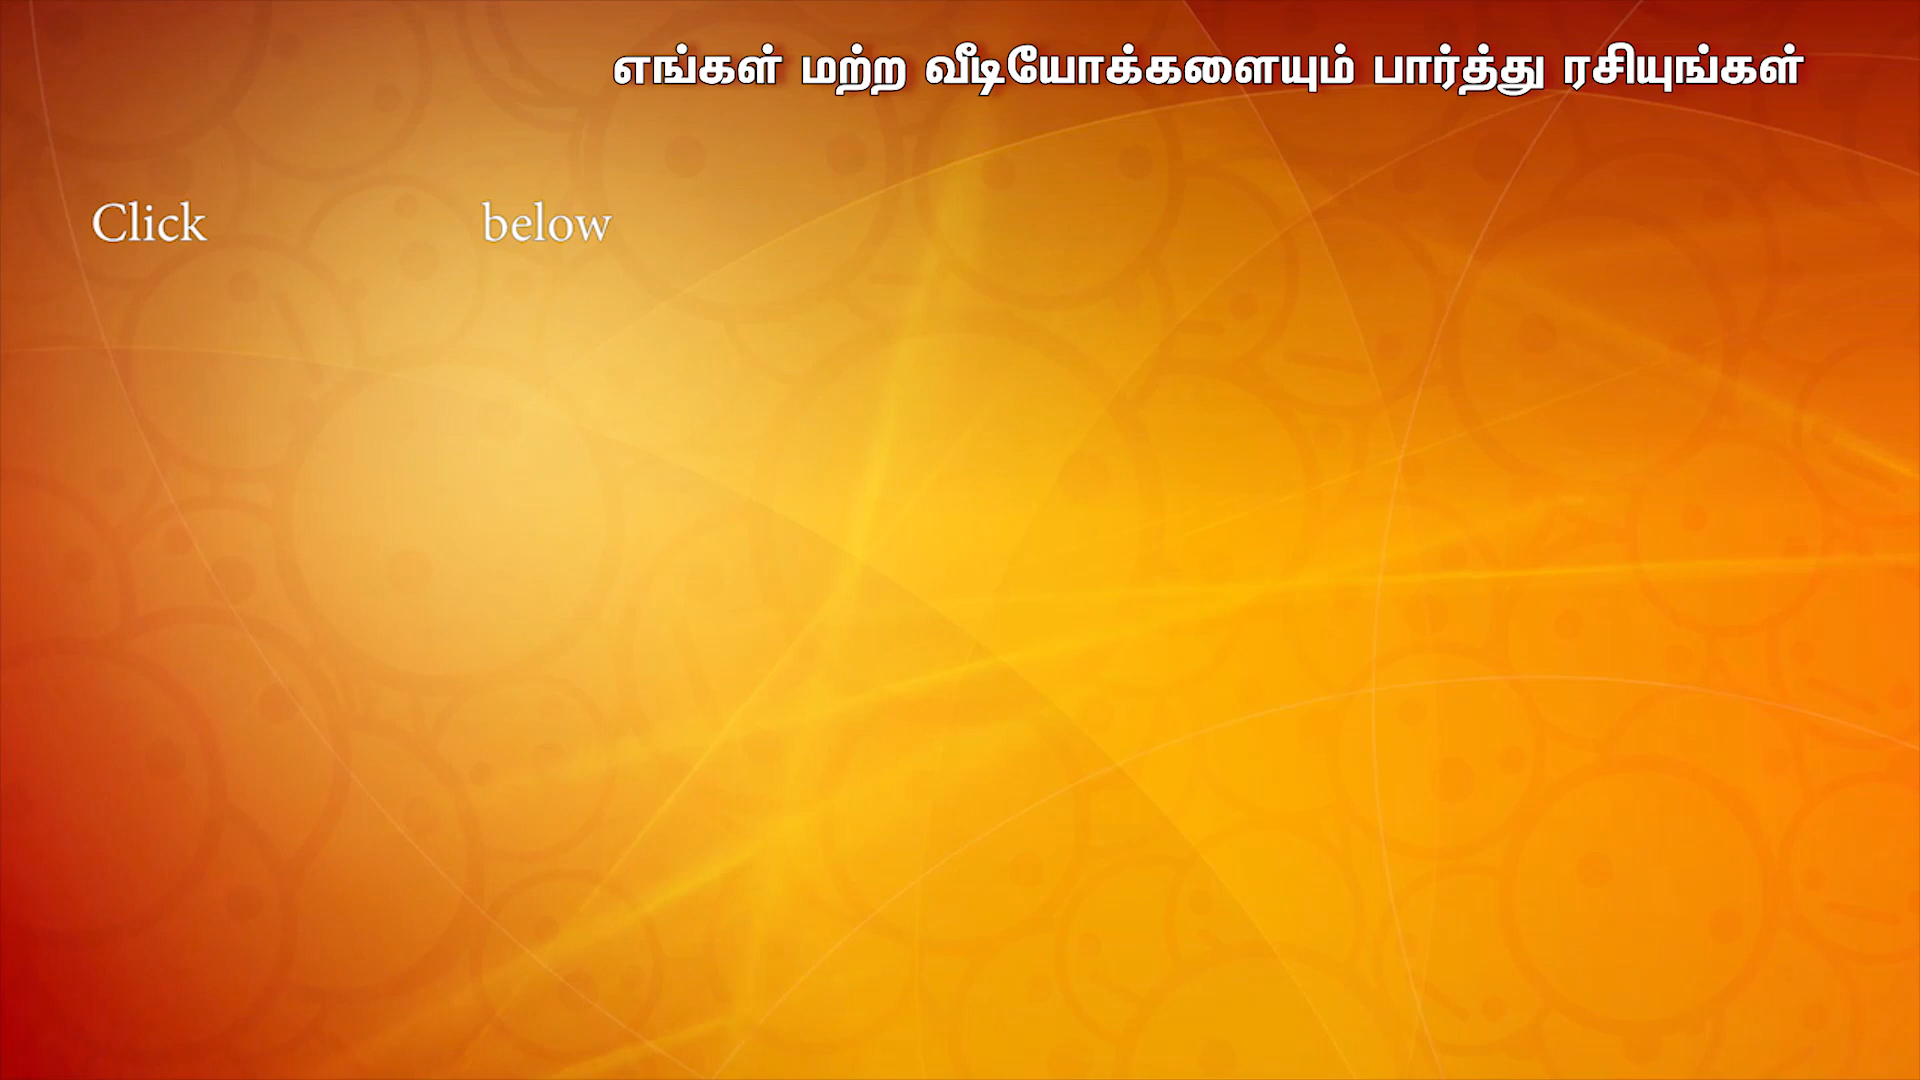 எங்கள் மற்ற வீடியோக்களையும் பார்த்து ரசியுங்கள்
Click below